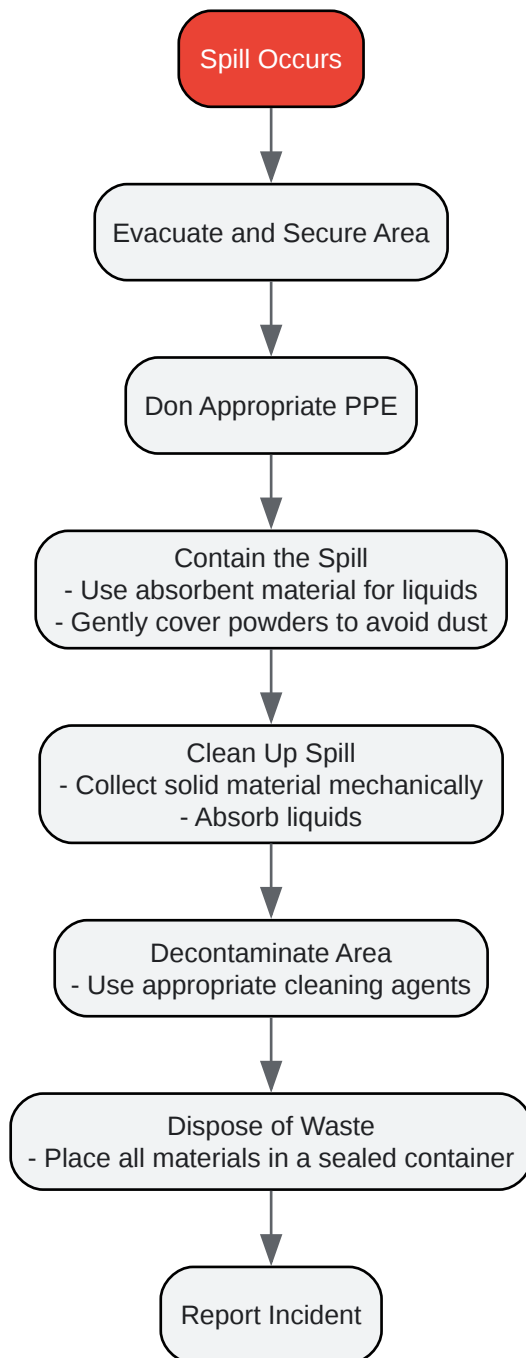 Spill Occurs
Evacuate and Secure Area
Don Appropriate PPE
Contain the Spill
- Use absorbent material for liquids
- Gently cover powders to avoid dust
Clean Up Spill
- Collect solid material mechanically
- Absorb liquids
Decontaminate Area
- Use appropriate cleaning agents
Dispose of Waste
- Place all materials in a sealed container
Report Incident